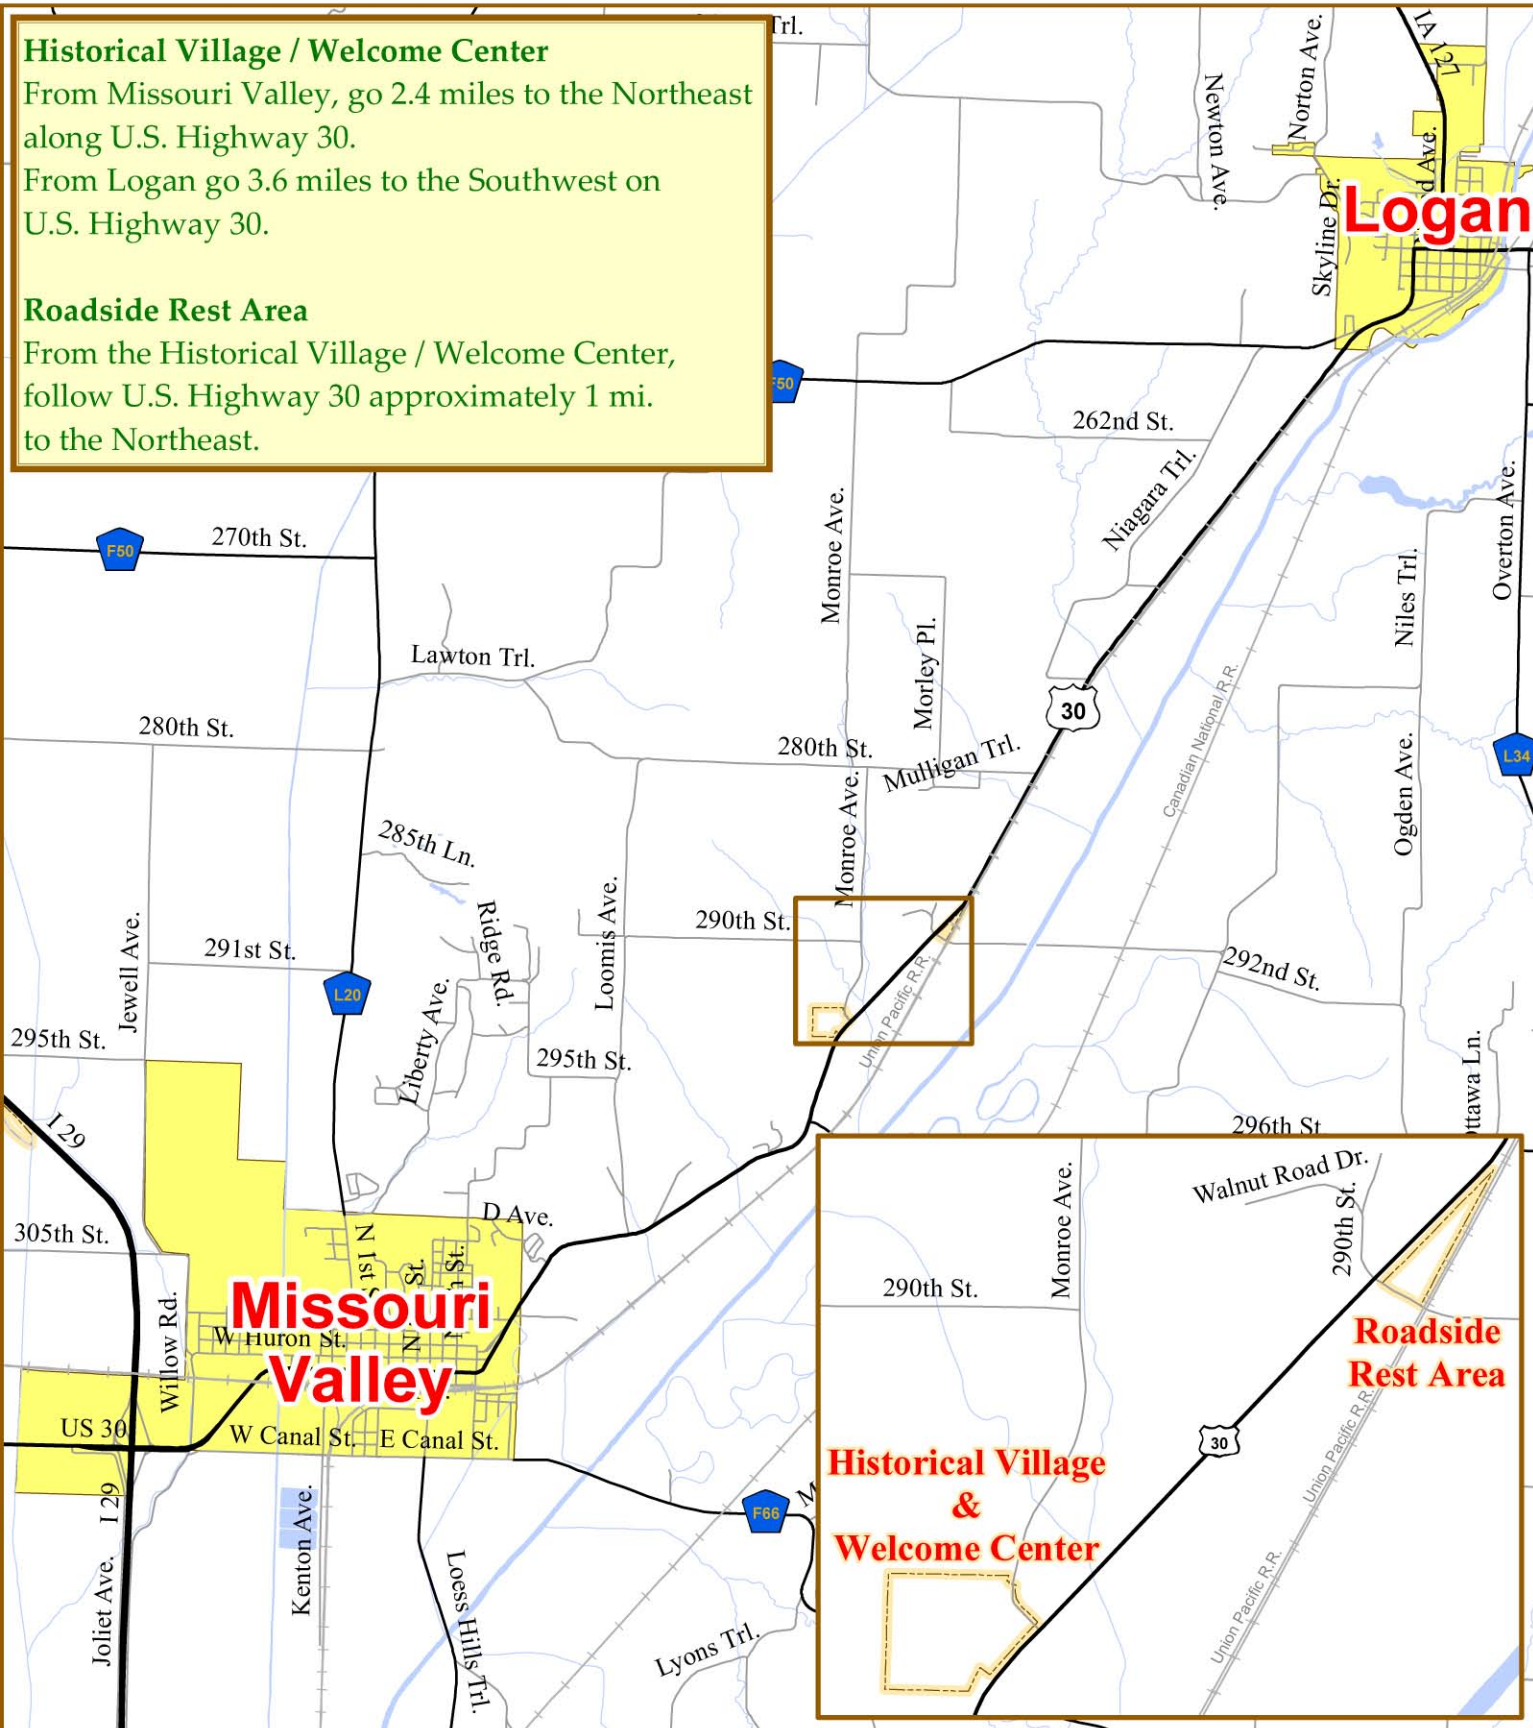 Historical Village / Welcome Center
From Missouri Valley, go 2.4 miles to the Northeast
along U.S. Highway 30.
From Logan go 3.6 miles to the Southwest on
U.S. Highway 30.
Roadside Rest Area
From the Historical Village / Welcome Center,
follow U.S. Highway 30 approximately 1 mi.
to the Northeast.
Trl.
IA 127
Norton Ave.
Newton Ave.
Skyline Dr.
Ave.
Logan
F50
262nd St.
Niagara Trl.
Monroe Ave.
Overton Ave.
F50
270th St.
Niles Trl.
Morley Pl.
Lawton Trl.
30
Canadian National R.R.
280th St.
280th St.
Mulligan Trl.
L34
Ogden Ave.
Monroe Ave.
285th Ln.
Ridge Rd.
Loomis Ave.
290th St.
Jewell Ave.
291st St.
292nd St.
L20
Liberty Ave.
Union Pacific R.R.
295th St.
295th St.
I 29
296th St
305th St.
D Ave.
N 1st S
St.
St.
Missouri
Valley
W Huron St.
Willow Rd.
US 30
W Canal St.
E Canal St.
I 29
F66
Kenton Ave.
Joliet Ave.
Loess Hills Trl.
Lyons Trl.
Monroe Ave.
Walnut Road Dr.
290th St.
290th St.
Roadside
Rest Area
30
Union Pacific R.R.
Historical Village
&
Welcome Center
Union Pacific R.R.